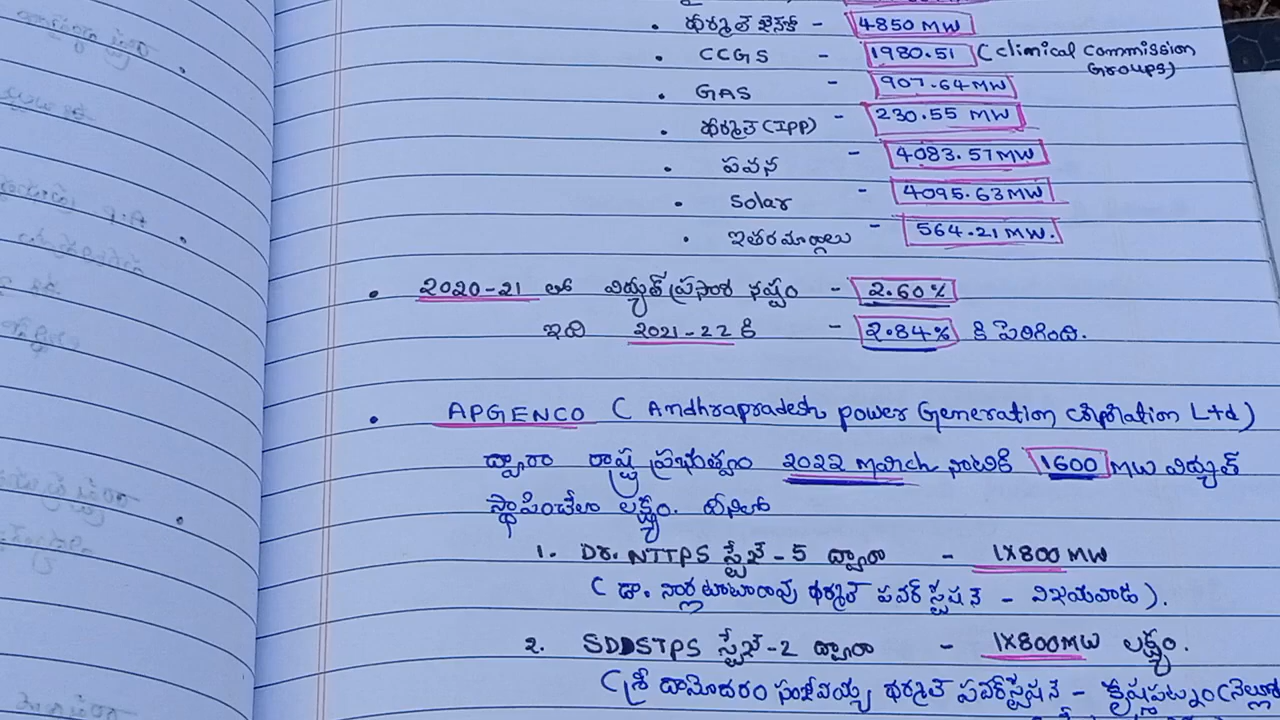 • థర్మల్ జెన్‌కో - 4850 MW
• CCGS - 1980.51 (Clinical Commission
Groups)
• GAS - 907.64 MW
• థర్మల్ (IPP) - 230.55 MW
• పవన - 4083.57 MW
• Solar - 4095.63 MW
• ఇతరమార్గాలు - 564.21 MW.
• 2020-21 లో విద్యుత్ ప్రసార నష్టం - 2.60%
ఇది 2021-22 కి - 2.84% కి పెరిగింది.
• APGENCO ( Andhrapradesh power Generation corporation Ltd)
ద్వారా రాష్ట్ర ప్రభుత్వం 2022 March నాటికి 1600 MW విద్యుత్
స్థాపించేలా లక్ష్యం. దీనిలో
1. Dr. NTTPS స్టేజ్ - 5 ద్వారా - 1X800 MW
( డా. నార్ల టాటారావు థర్మల్ పవర్ స్టేషన్ - విజయవాడ ).
2. SDDSTPS స్టేజ్ - 2 ద్వారా - 1X800MW లక్ష్యం.
(శ్రీ దామోదరం సంజీవయ్య థర్మల్ పవర్ స్టేషన్ - కృష్ణపట్నం (నెల్లూ